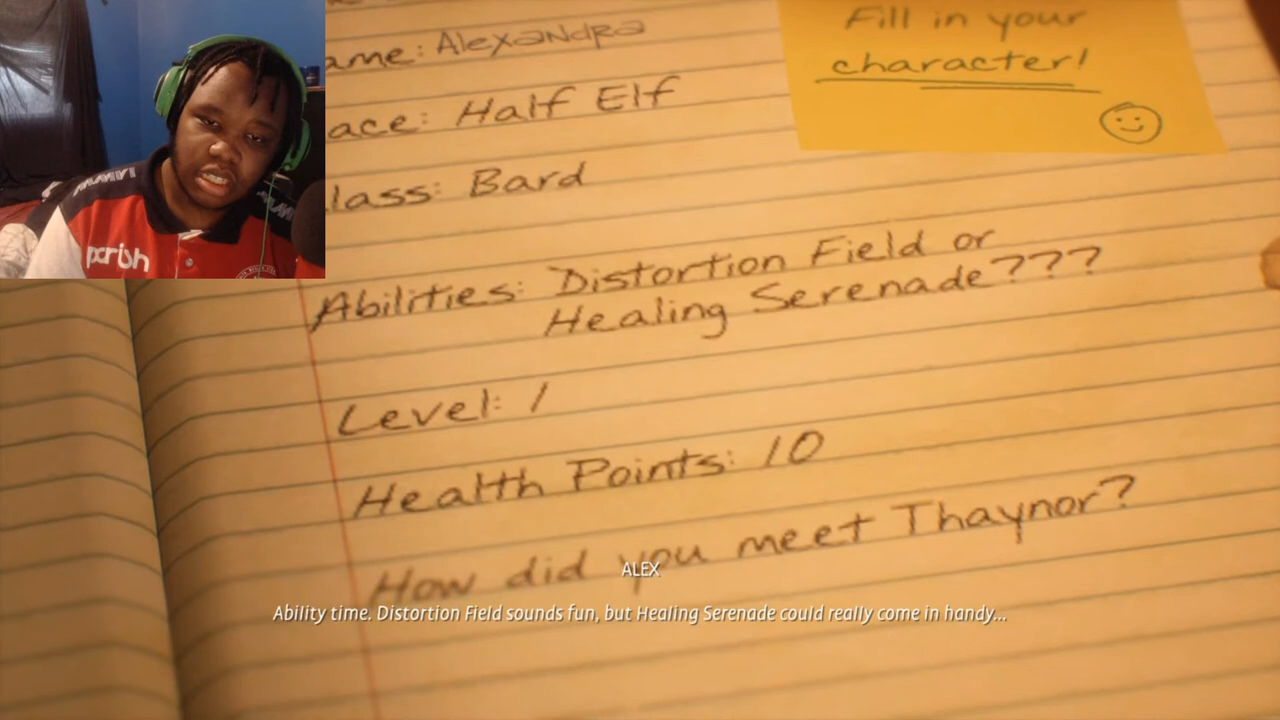 ame: Alexandra
Fill in your
character!
ace: Half Elf
lass: Bard
Abilities: Distortion Field or
Healing Serenade???
Level: 1
Health Points: 10
How did you meet Thaynor?
ALEX
Ability time. Distortion Field sounds fun, but Healing Serenade could really come in handy...
parish